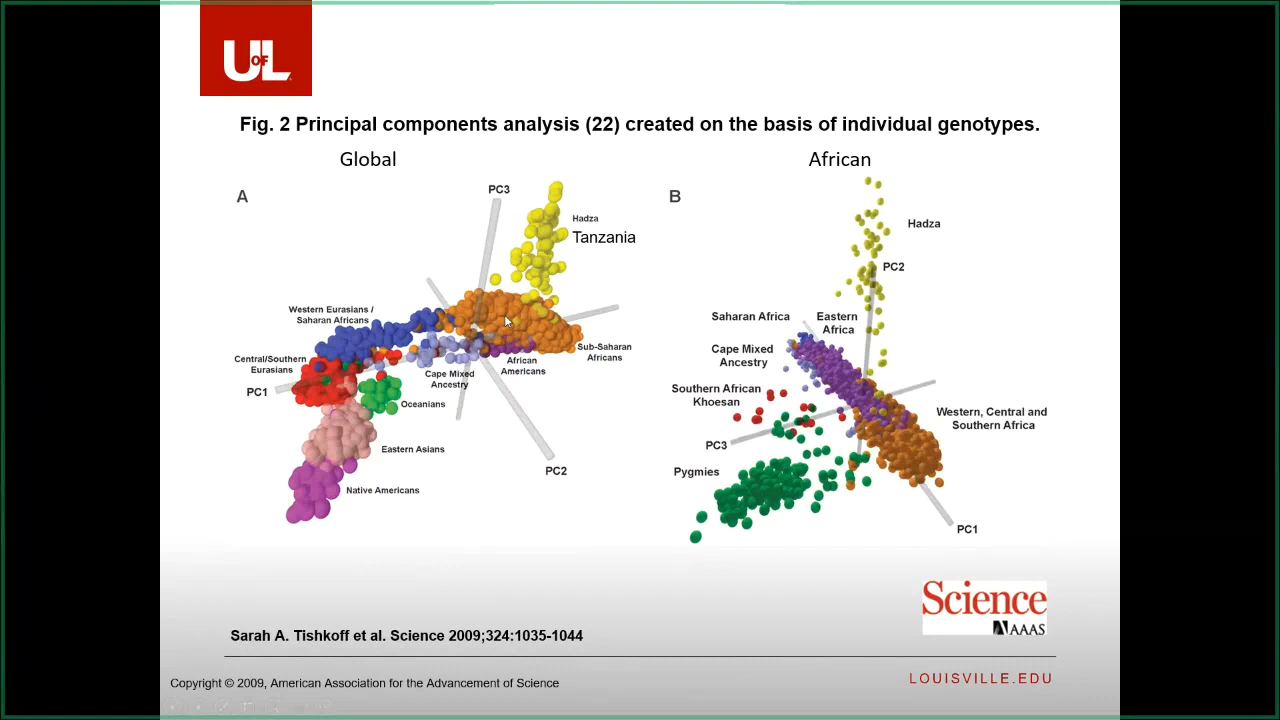 U OF L
Fig. 2 Principal components analysis (22) created on the basis of individual genotypes.
Global
African
A
PC3
Hadza
Tanzania
Western Eurasians /
Saharan Africans
Central/Southern
Eurasians
PC1
Cape Mixed
Ancestry
African
Americans
Sub-Saharan
Africans
Oceanians
Eastern Asians
PC2
Native Americans
B
Hadza
PC2
Saharan Africa
Eastern
Africa
Cape Mixed
Ancestry
Southern African
Khoesan
Western, Central and
Southern Africa
PC3
Pygmies
PC1
Science
AAAS
Sarah A. Tishkoff et al. Science 2009;324:1035-1044
Copyright © 2009, American Association for the Advancement of Science
LOUISVILLE.EDU